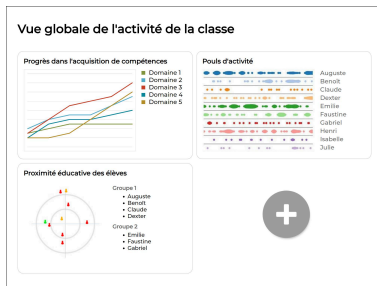 Vue globale de l'activité de la classe
Progrès dans l'acquisition de compétences
Domaine 1
Domaine 2
Domaine 3
Domaine 4
Domaine 5
Pouls d'activité
Auguste
Benoît
Claude
Dexter
Emilie
Faustine
Gabriel
Henri
Isabelle
Julie
Proximité éducative des élèves
Groupe 1
• Auguste
• Benoît
• Claude
• Dexter
Groupe 2
• Emilie
• Faustine
• Gabriel